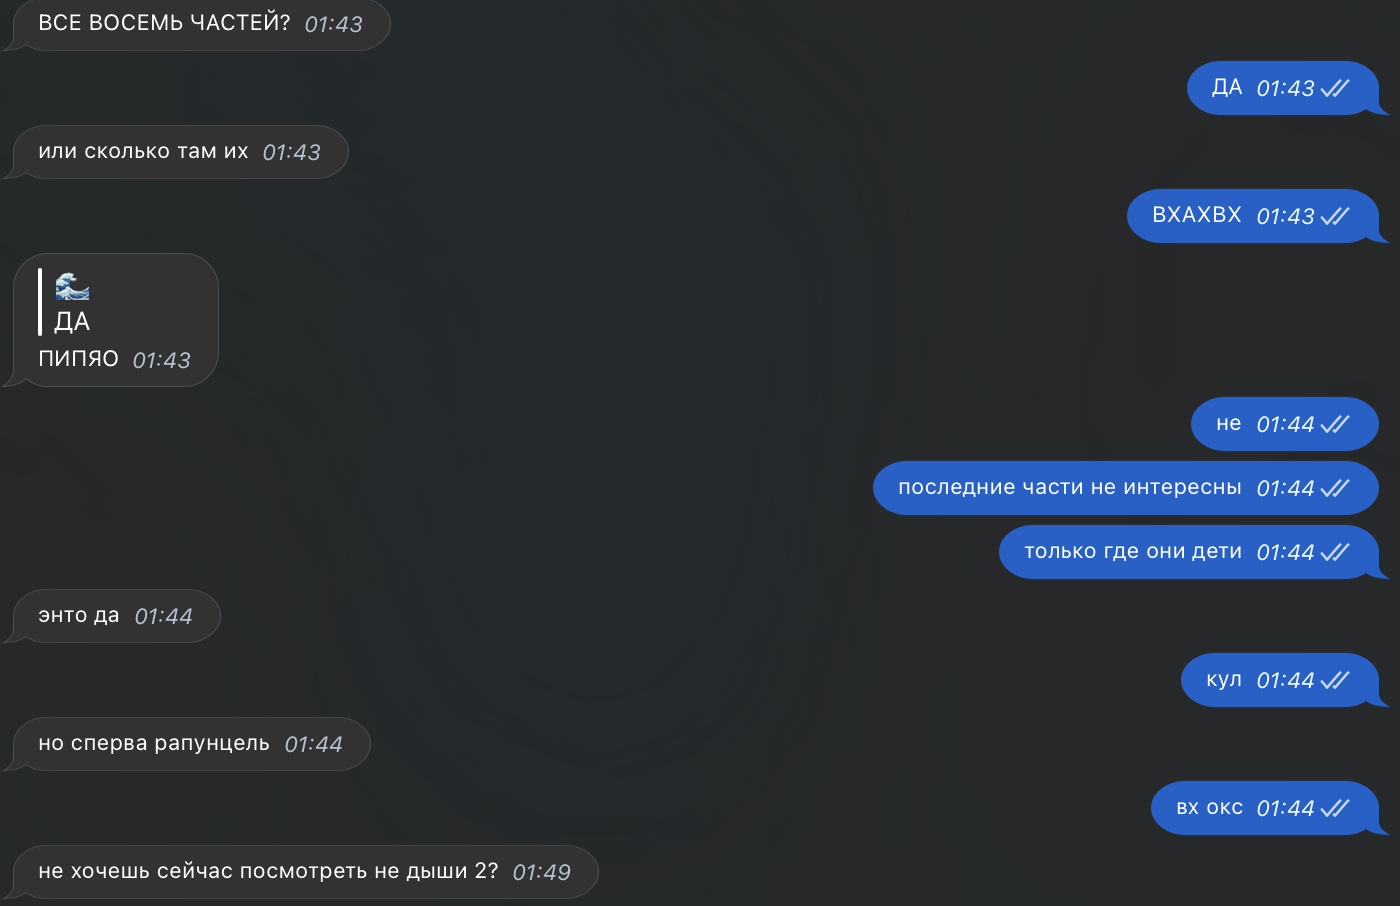 ВСЕ ВОСЕМЬ ЧАСТЕЙ? 01:43
ДА 01:43
или сколько там их 01:43
ВХАХВХ 01:43
🌊
ДА
ПИПЯО 01:43
не 01:44
последние части не интересны 01:44
только где они дети 01:44
энто да 01:44
кул 01:44
но сперва рапунцель 01:44
вх окс 01:44
не хочешь сейчас посмотреть не дыши 2? 01:49